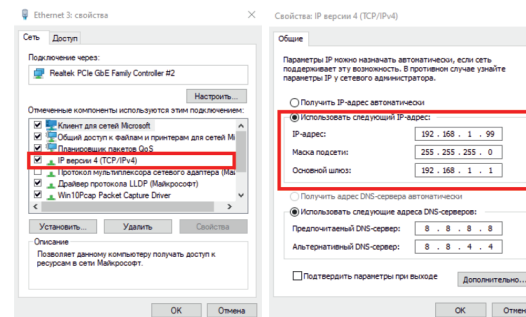 Ethernet 3: свойства
Сеть
Доступ
Подключение через:
Realtek PCIe GbE Family Controller #2
Настроить...
Отмеченные компоненты используются этим подключением:
Клиент для сетей Microsoft
Общий доступ к файлам и принтерам для сетей Mi
Планировщик пакетов QoS
IP версии 4 (TCP/IPv4)
Протокол мультиплексора сетевого адаптера (Май
Драйвер протокола LLDP (Майкрософт)
Win10Pcap Packet Capture Driver
Установить...
Удалить
Свойства
Описание
Позволяет данному компьютеру получать доступ к
ресурсам в сети Майкрософт.
ОК
Отмена
Свойства: IP версии 4 (TCP/IPv4)
Общие
Параметры IP можно назначать автоматически, если сеть
поддерживает эту возможность. В противном случае узнайте
параметры IP у сетевого администратора.
Получить IP-адрес автоматически
Использовать следующий IP-адрес:
IP-адрес:
192 . 168 . 1 . 99
Маска подсети:
255 . 255 . 255 . 0
Основной шлюз:
192 . 168 . 1 . 1
Получить адрес DNS-сервера автоматически
Использовать следующие адреса DNS-серверов:
Предпочитаемый DNS-сервер:
8 . 8 . 8 . 8
Альтернативный DNS-сервер:
8 . 8 . 4 . 4
Подтвердить параметры при выходе
Дополнительно...
ОК
Отмен